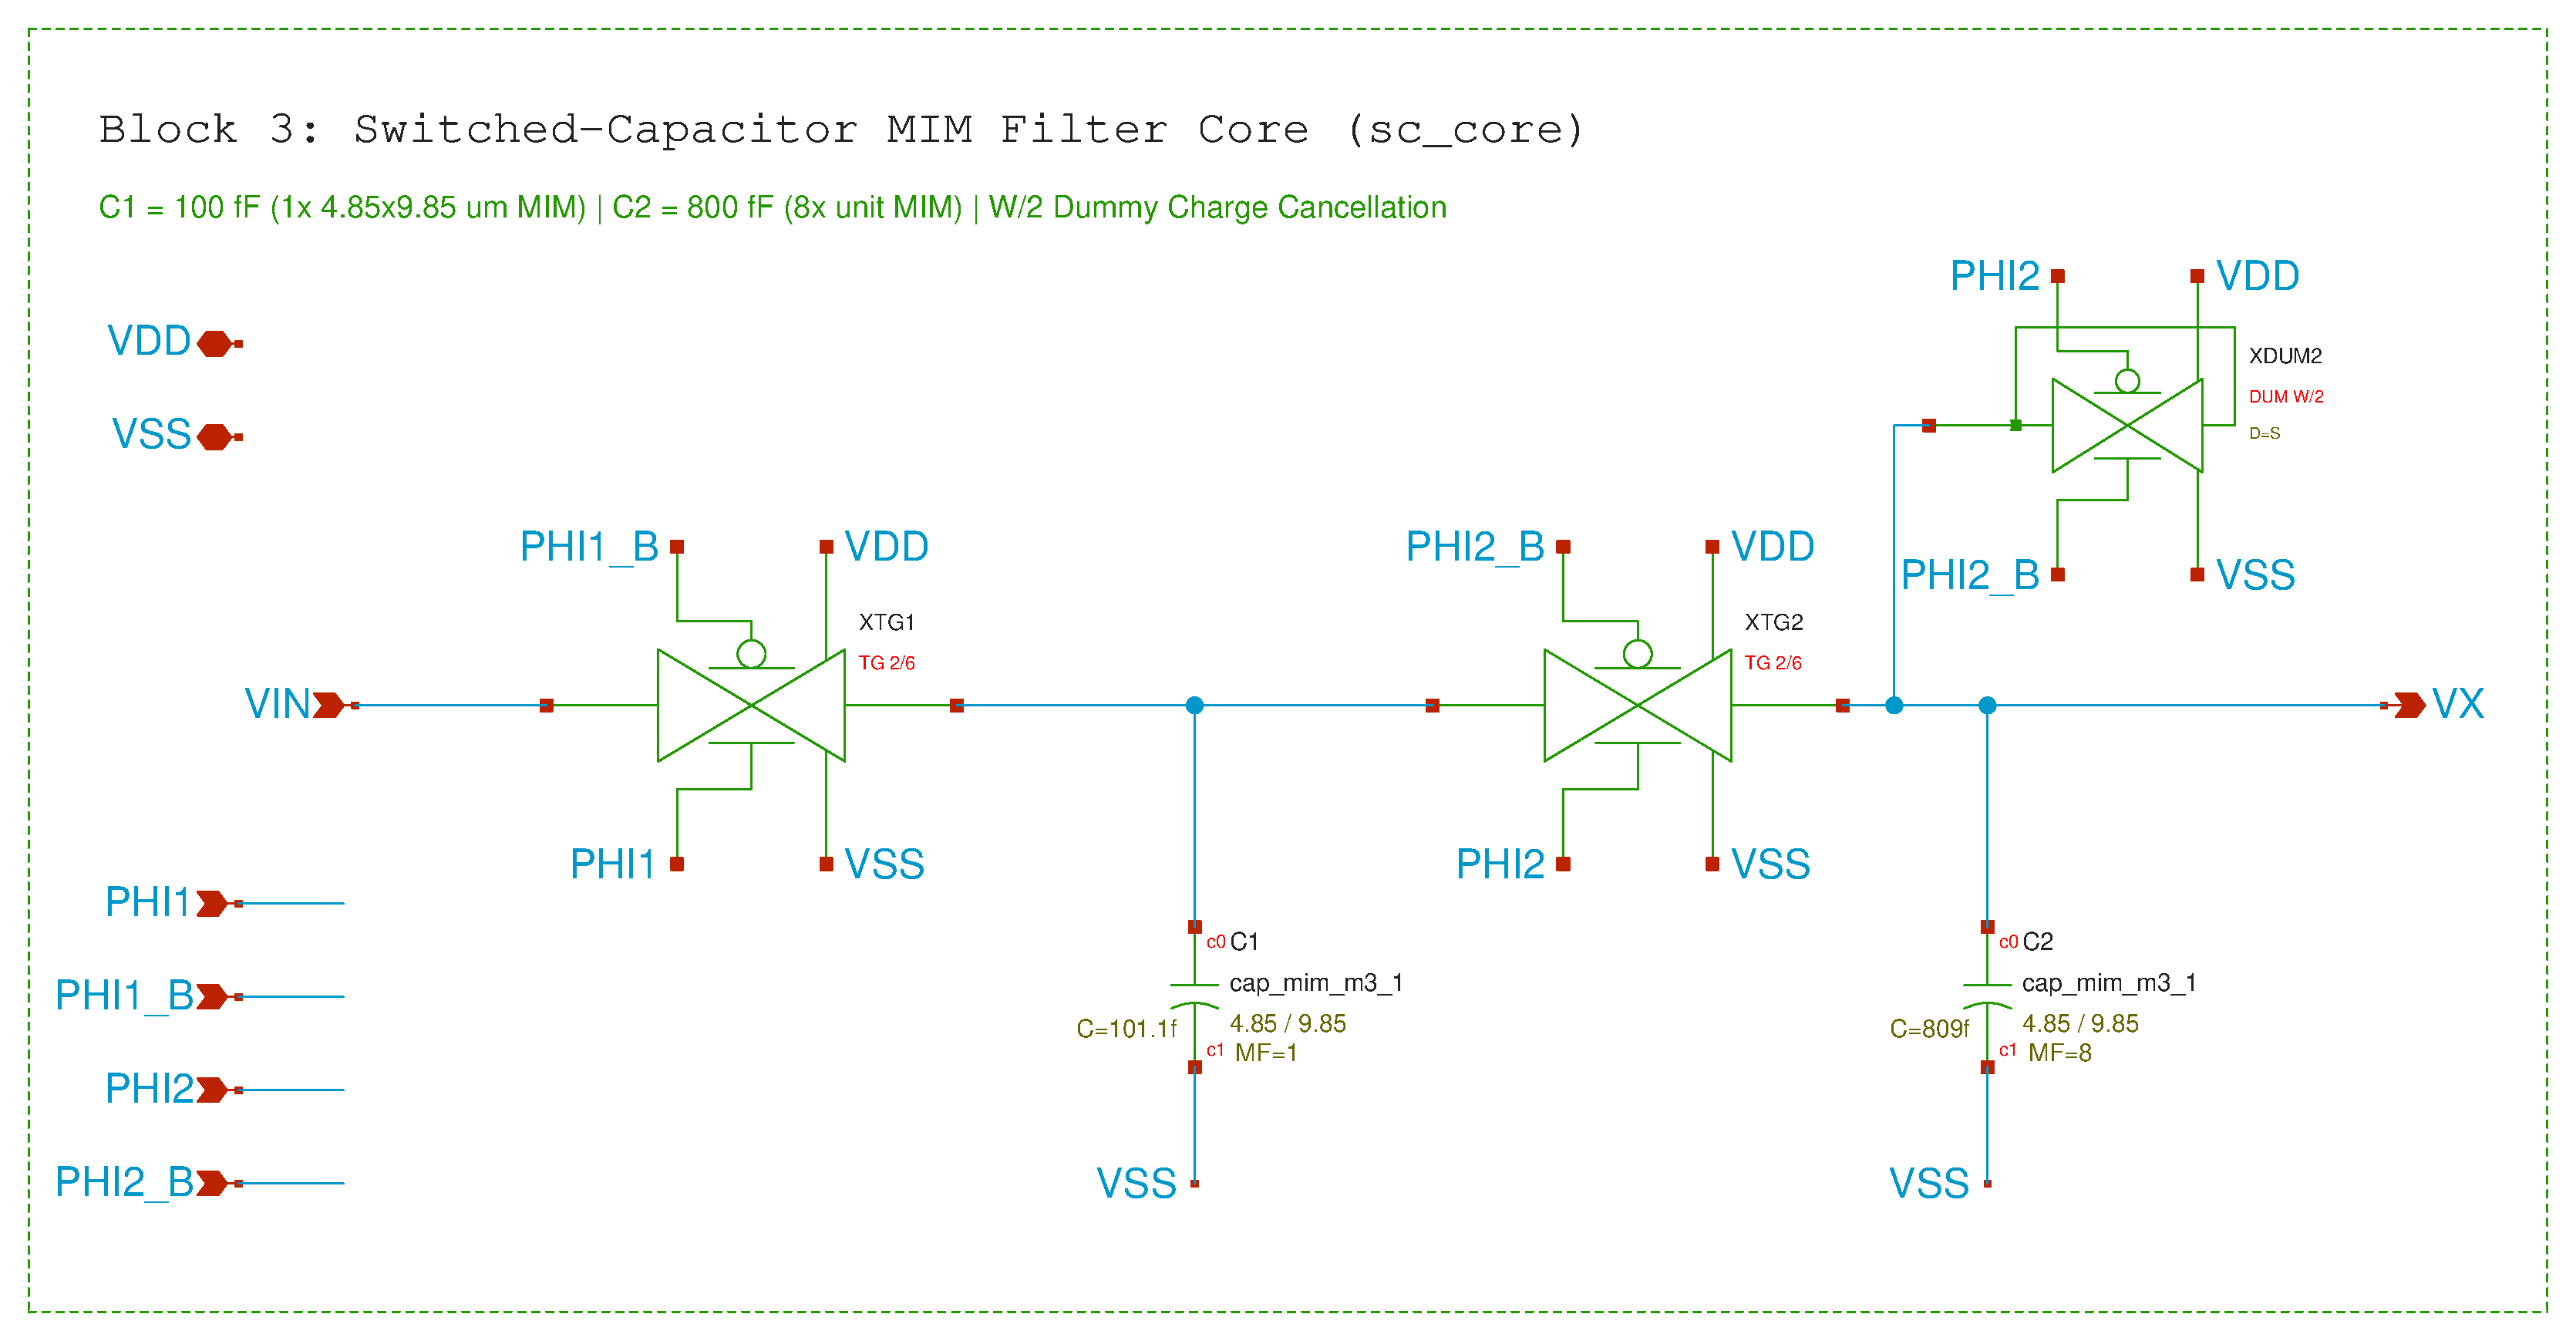 Block 3: Switched-Capacitor MIM Filter Core (sc_core)
C1 = 100 fF (1x 4.85x9.85 um MIM) | C2 = 800 fF (8x unit MIM) | W/2 Dummy Charge Cancellation
PHI2
VDD
VDD
XDUM2
DUM W/2
D=S
VSS
PHI1_B
VDD
PHI2_B
VDD
PHI2_B
VSS
XTG1
TG 2/6
XTG2
TG 2/6
VIN
VX
PHI1
VSS
PHI2
VSS
PHI1
c0 C1
cap_mim_m3_1
4.85 / 9.85
C=101.1f
c1 MF=1
c0 C2
cap_mim_m3_1
4.85 / 9.85
C=809f
c1 MF=8
PHI1_B
PHI2
PHI2_B
VSS
VSS